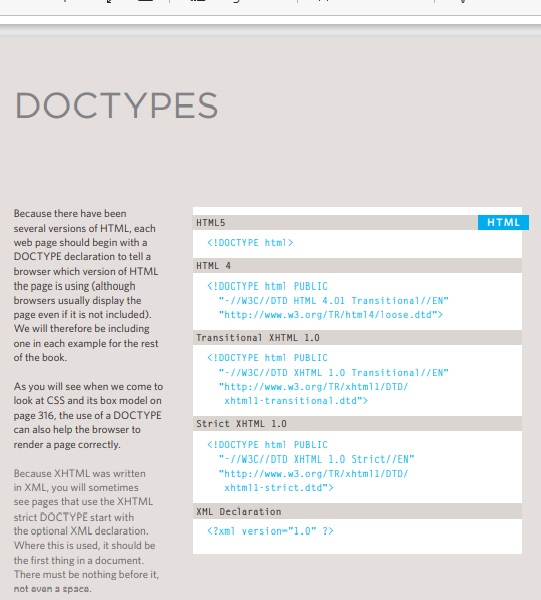 DOCTYPES
Because there have been
several versions of HTML, each
web page should begin with a
DOCTYPE declaration to tell a
browser which version of HTML
the page is using (although
browsers usually display the
page even if it is not included).
We will therefore be including
one in each example for the rest
of the book.
As you will see when we come to
look at CSS and its box model on
page 316, the use of a DOCTYPE
can also help the browser to
render a page correctly.
Because XHTML was written
in XML, you will sometimes
see pages that use the XHTML
strict DOCTYPE start with
the optional XML declaration.
Where this is used, it should be
the first thing in a document.
There must be nothing before it,
not even a space.
HTML
HTML5
<!DOCTYPE html>
HTML 4
<!DOCTYPE html PUBLIC
"-//W3C//DTD HTML 4.01 Transitional//EN"
"http://www.w3.org/TR/html4/loose.dtd">
Transitional XHTML 1.0
<!DOCTYPE html PUBLIC
"-//W3C//DTD XHTML 1.0 Transitional//EN"
"http://www.w3.org/TR/xhtml1/DTD/
xhtml1-transitional.dtd">
Strict XHTML 1.0
<!DOCTYPE html PUBLIC
"-//W3C//DTD XHTML 1.0 Strict//EN"
"http://www.w3.org/TR/xhtml1/DTD/
xhtml1-strict.dtd">
XML Declaration
<?xml version="1.0" ?>